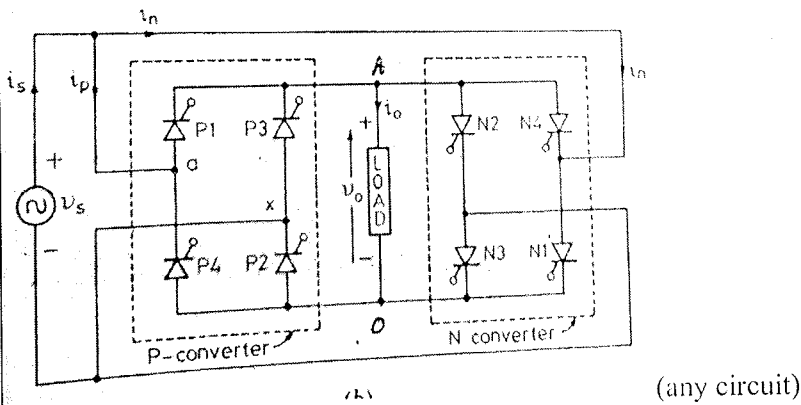 i_n
i_s i_p A i_n
i_o
P1 P3 + N2 N4
a
+ L O A D
v_s x v_o
-
P4 P2 - N3 N1
O
P-converter N converter
(b) (any circuit)